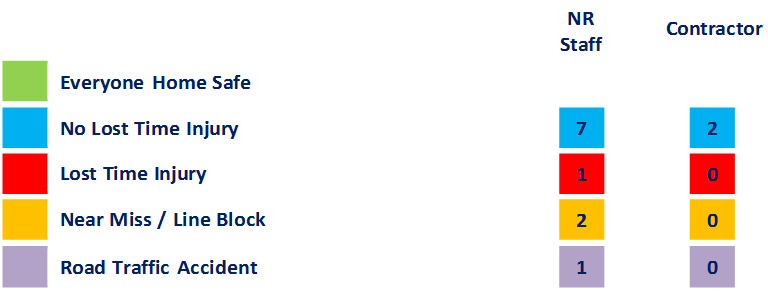 NR
Staff
Contractor
Everyone Home Safe
No Lost Time Injury 7 2
Lost Time Injury 1 0
Near Miss / Line Block 2 0
Road Traffic Accident 1 0